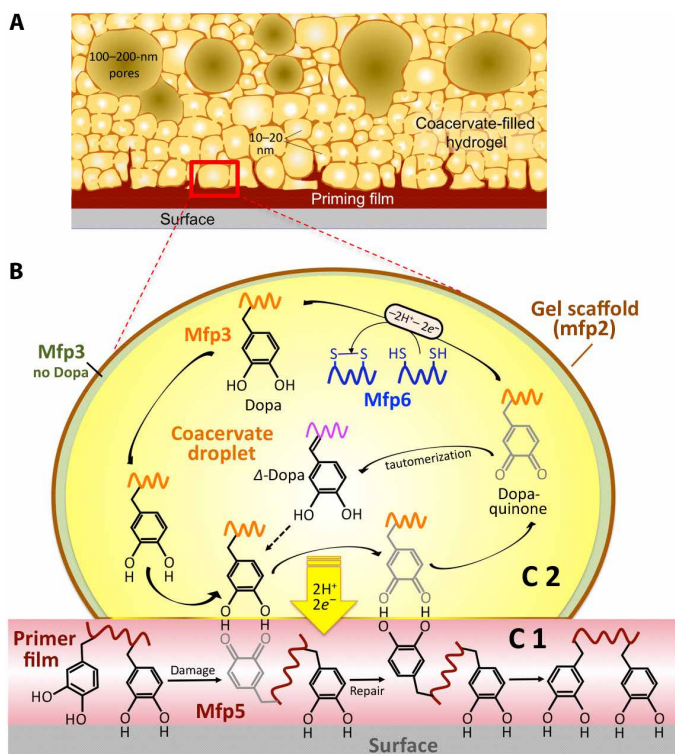 A
100–200-nm
pores
10–20
nm
Coacervate-filled
hydrogel
Priming film
Surface
B
Mfp3
no Dopa
Gel scaffold
(mfp2)
−2H⁺− 2e⁻
Mfp3
HO OH
Dopa
S S
HS SH
Mfp6
Coacervate
droplet
Δ-Dopa
HO OH
tautomerization
O O
Dopa-
quinone
O O
H H
O O
H H
2H⁺
2e⁻
O O
H H
C 2
Primer
film
HO
HO
O O
H H
Damage
O O
Mfp5
O O
H H
Repair
O O
O O
H H
C 1
O O
H H
O O
H H
Surface